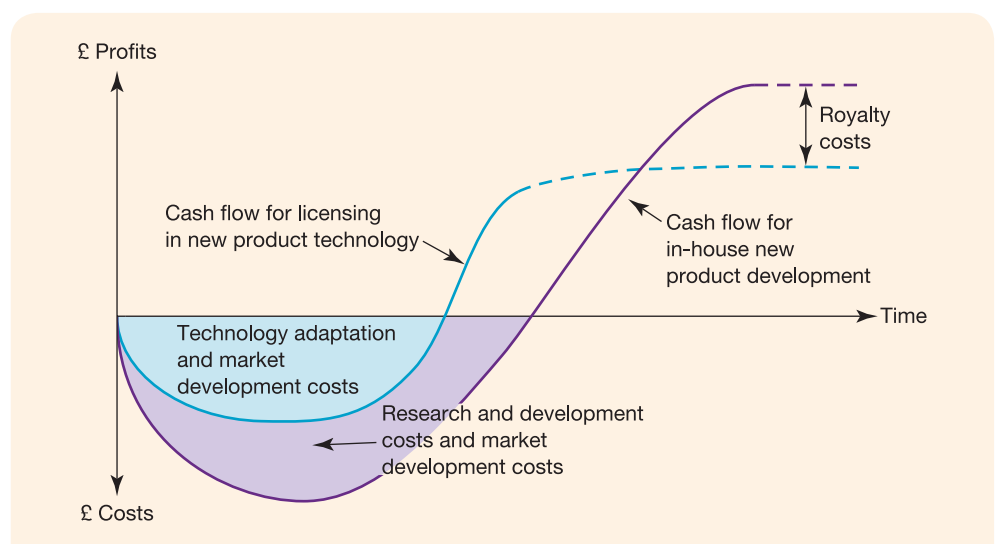 £ Profits
Royalty
costs
Cash flow for licensing
in new product technology
Cash flow for
in-house new
product development
Time
Technology adaptation
and market
development costs
Research and development
costs and market
development costs
£ Costs